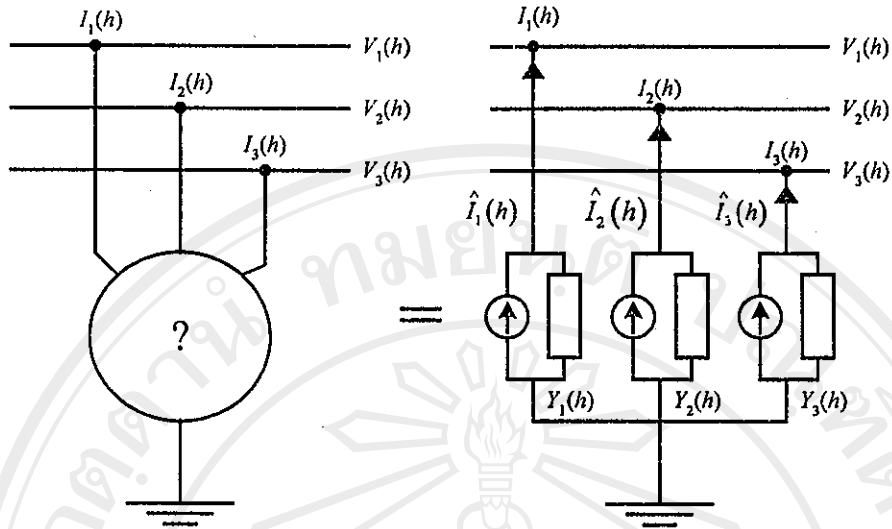 I₁(h)
V₁(h)
I₂(h)
V₂(h)
I₃(h)
V₃(h)
?
=
I₁(h)
V₁(h)
I₂(h)
V₂(h)
I₃(h)
V₃(h)
Î₁(h) Î₂(h) Î₃(h)
Y₁(h) Y₂(h) Y₃(h)